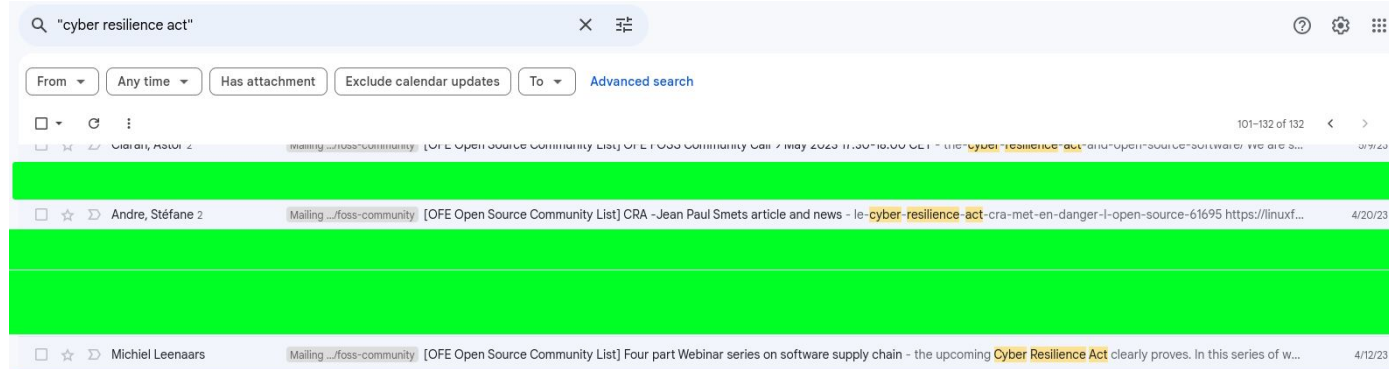 "cyber resilience act"
From Any time Has attachment Exclude calendar updates To Advanced search
101–132 of 132
Ciarán, Astor 2 Mailing .../foss-community [OFE Open Source Community List] OFE FOSS Community Call 9 May 2023 17:30-18:00 CET - the-cyber-resilience-act-and-open-source-software/ We are s... 5/9/23
Andre, Stéfane 2 Mailing .../foss-community [OFE Open Source Community List] CRA -Jean Paul Smets article and news - le-cyber-resilience-act-cra-met-en-danger-l-open-source-61695 https://linuxf... 4/20/23
Michiel Leenaars Mailing .../foss-community [OFE Open Source Community List] Four part Webinar series on software supply chain - the upcoming Cyber Resilience Act clearly proves. In this series of w... 4/12/23